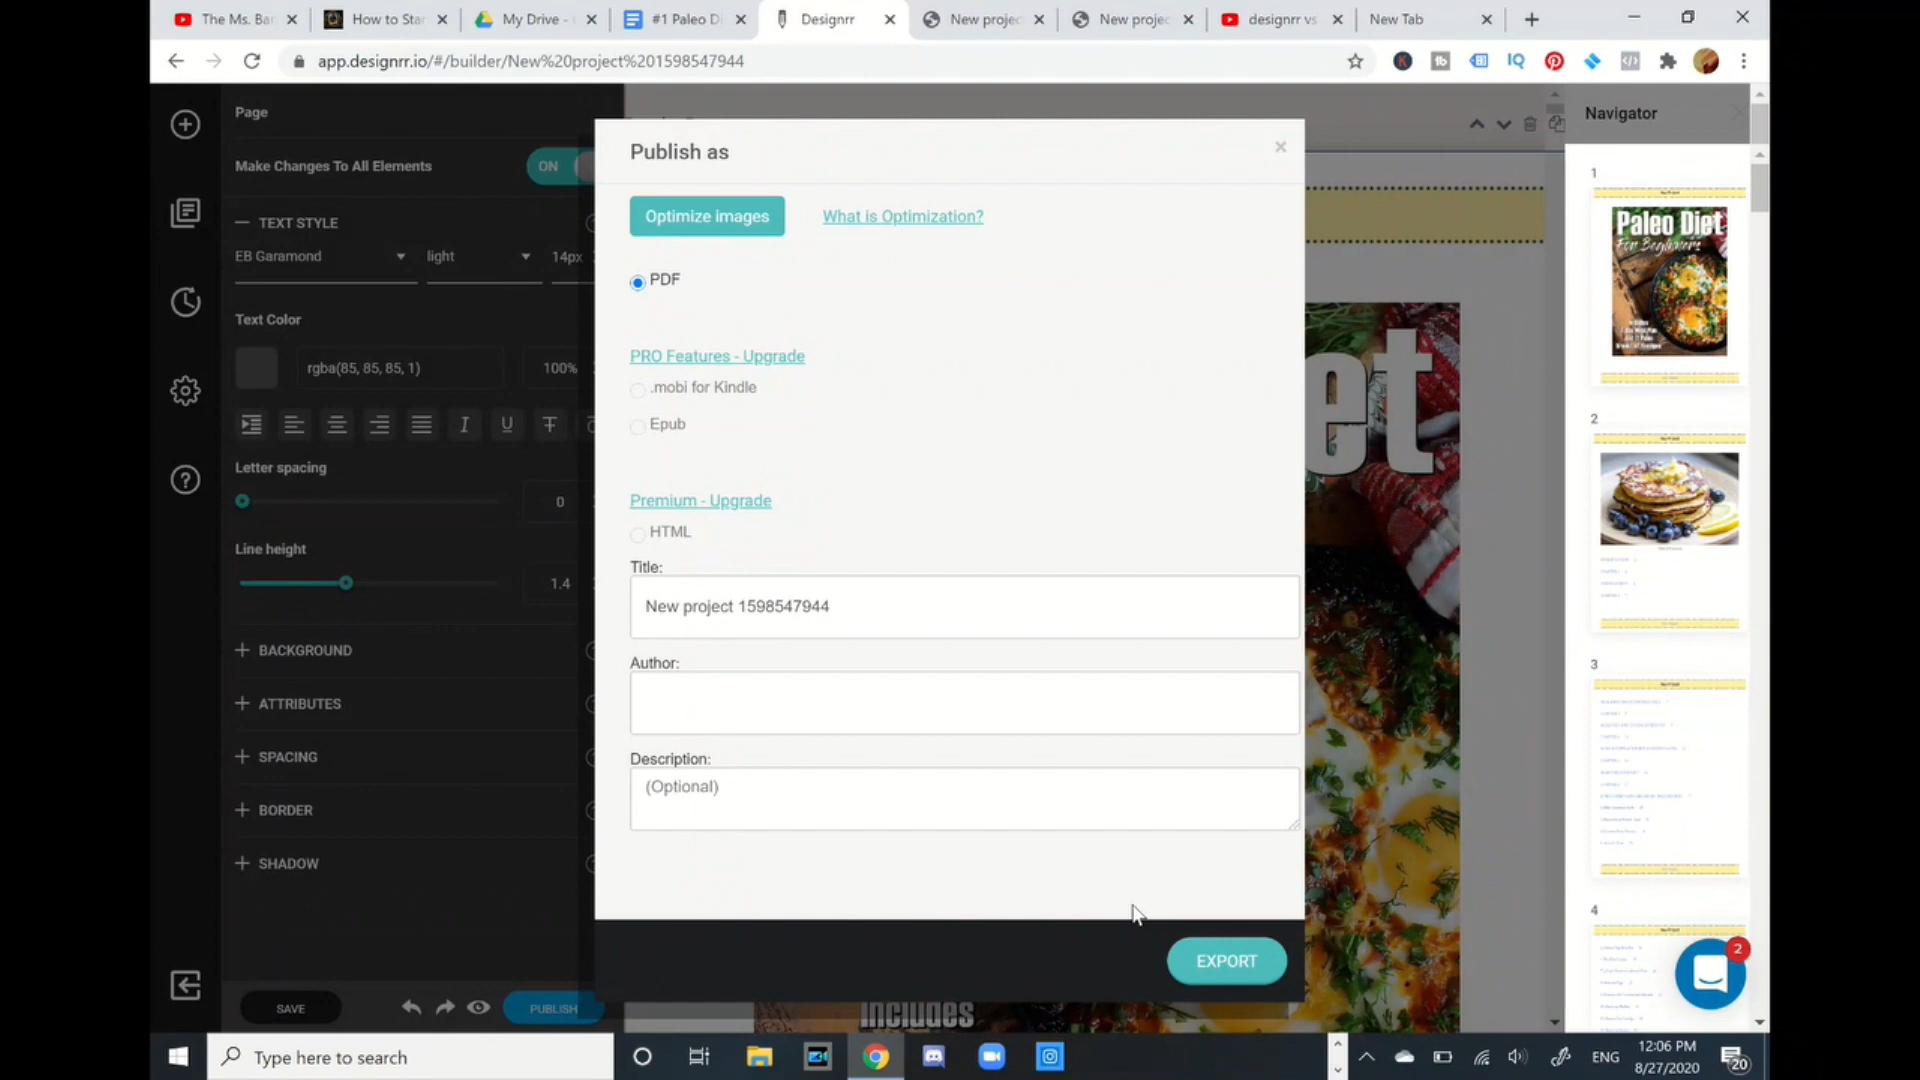 The Ms. Bar
How to Star
My Drive -
#1 Paleo Di
Designrr
New projec
New projec
designrr vs
New Tab
app.designrr.io/#/builder/New%20project%201598547944
Page
Make Changes To All Elements
ON
TEXT STYLE
EB Garamond
light
14px
Text Color
rgba(85, 85, 85, 1)
100%
Letter spacing
0
Line height
1.4
BACKGROUND
ATTRIBUTES
SPACING
BORDER
SHADOW
SAVE
PUBLISH
Publish as
Optimize images
What is Optimization?
PDF
PRO Features - Upgrade
.mobi for Kindle
Epub
Premium - Upgrade
HTML
Title:
New project 1598547944
Author:
Description:
(Optional)
EXPORT
et
includes
Navigator
1
Paleo Diet
For Beginners
2
3
4
2
Type here to search
ENG
12:06 PM
8/27/2020
20